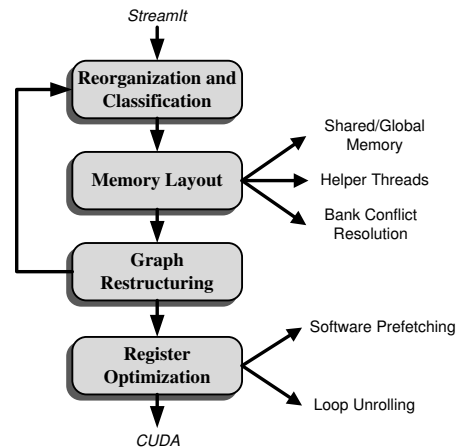 StreamIt
Reorganization and
Classification
Shared/Global
Memory
Memory Layout
Helper Threads
Bank Conflict
Resolution
Graph
Restructuring
Software Prefetching
Register
Optimization
Loop Unrolling
CUDA